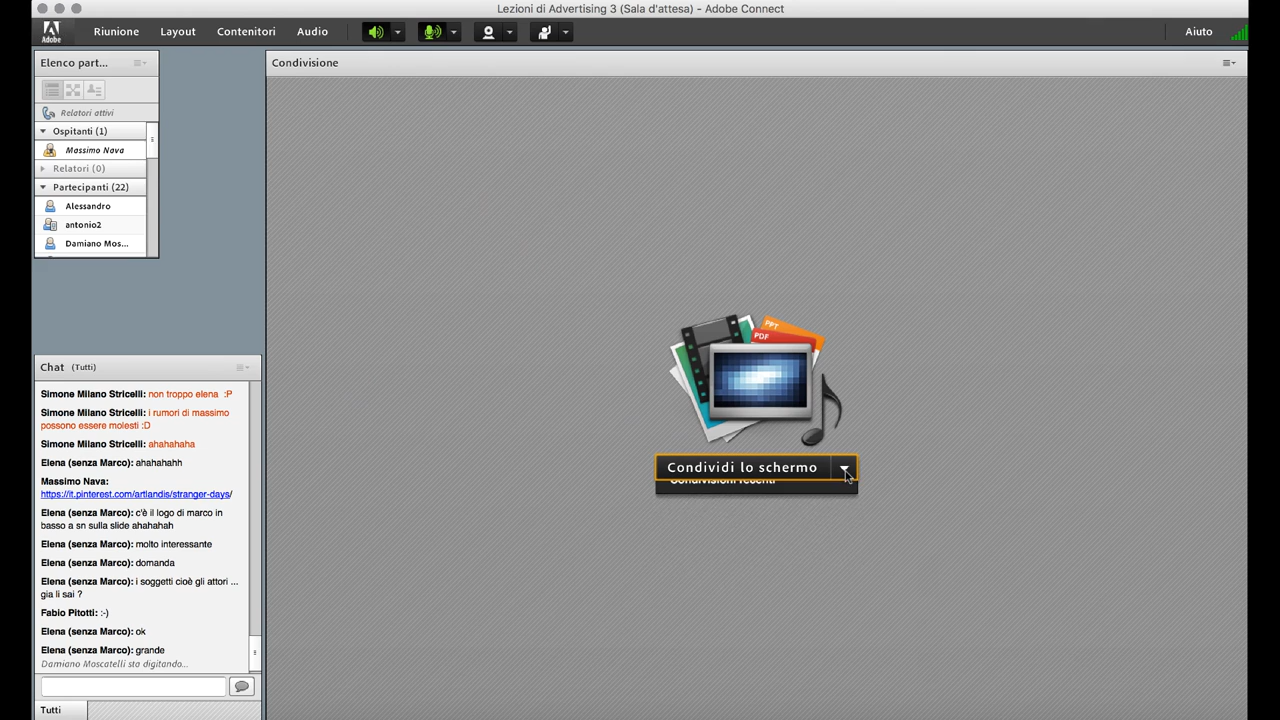 Lezioni di Advertising 3 (Sala d'attesa) - Adobe Connect
Adobe
Riunione
Layout
Contenitori
Audio
Aiuto
Elenco part...
Condivisione
Relatori attivi
Ospitanti (1)
Massimo Nava
Relatori (0)
Partecipanti (22)
Alessandro
antonio2
Damiano Mos...
PPT
PDF
Condividi lo schermo
Condivisioni recenti
Chat (Tutti)
Simone Milano Stricelli: non troppo elena :P
Simone Milano Stricelli: i rumori di massimo
possono essere molesti :D
Simone Milano Stricelli: ahahahaha
Elena (senza Marco): ahahahahh
Massimo Nava:
https://it.pinterest.com/artlandis/stranger-days/
Elena (senza Marco): c'è il logo di marco in
basso a sn sulla slide ahahahah
Elena (senza Marco): molto interessante
Elena (senza Marco): domanda
Elena (senza Marco): i soggetti cioè gli attori ...
gia li sai ?
Fabio Pitotti: :-)
Elena (senza Marco): ok
Elena (senza Marco): grande
Damiano Moscatelli sta digitando...
Tutti